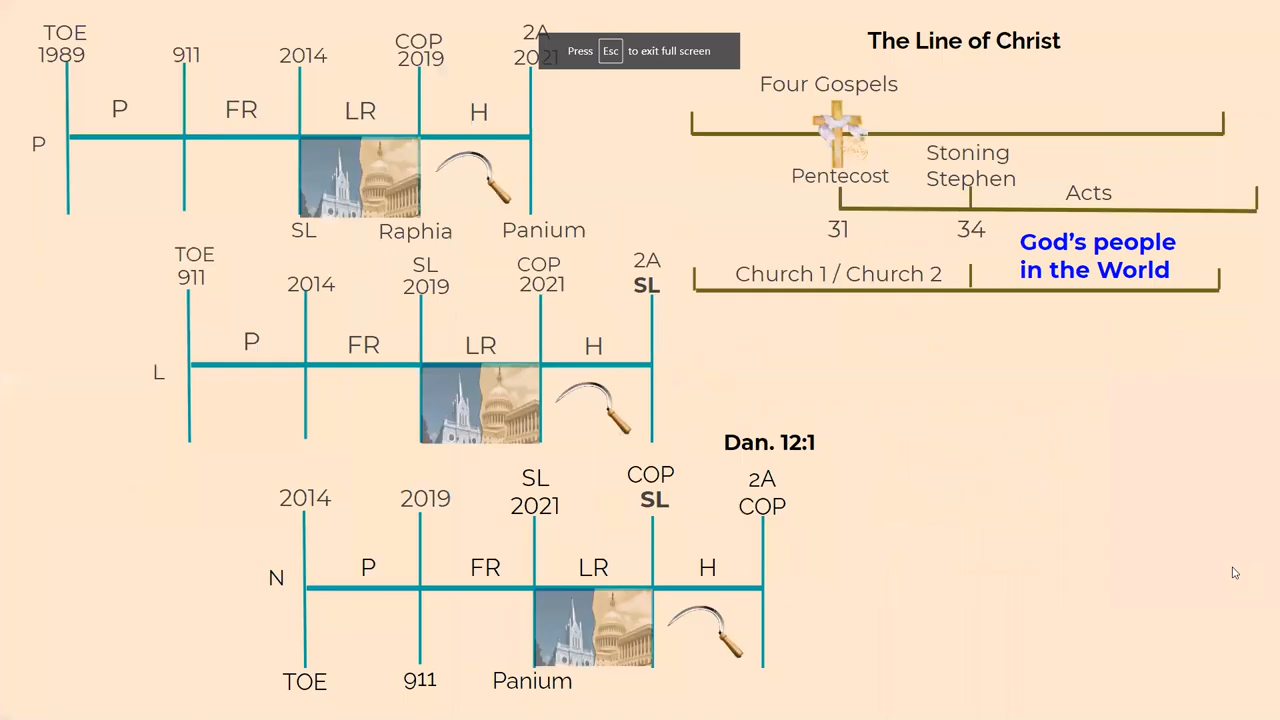 TOE
1989
911
2014
COP
2019
2A
2021
P
FR
LR
H
P
SL
Raphia
Panium
Press Esc to exit full screen
The Line of Christ
Four Gospels
Pentecost
Stoning
Stephen
Acts
31
34
God's people
in the World
Church 1 / Church 2
TOE
911
2014
SL
2019
COP
2021
2A
SL
P
FR
LR
H
L
Dan. 12:1
2014
2019
SL
2021
COP
SL
2A
COP
P
FR
LR
H
N
TOE
911
Panium